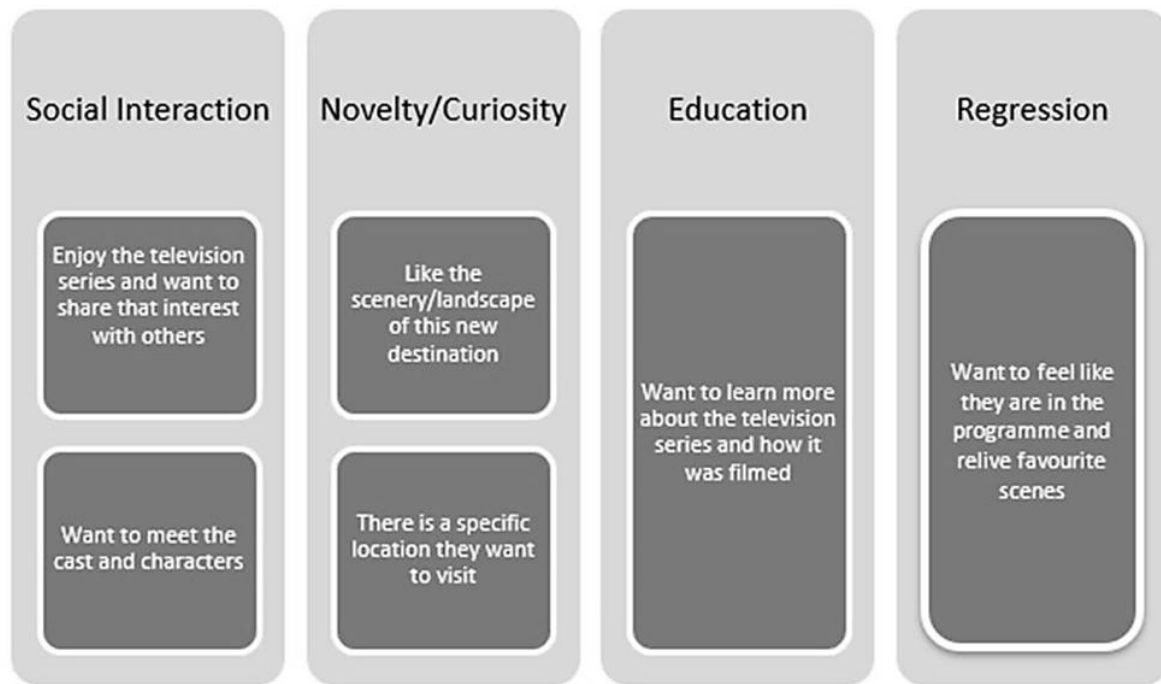 Social Interaction
Enjoy the television
series and want to
share that interest
with others
Want to meet the
cast and characters
Novelty/Curiosity
Like the
scenery/landscape
of this new
destination
There is a specific
location they want
to visit
Education
Want to learn more
about the television
series and how it
was filmed
Regression
Want to feel like
they are in the
programme and
relive favourite
scenes